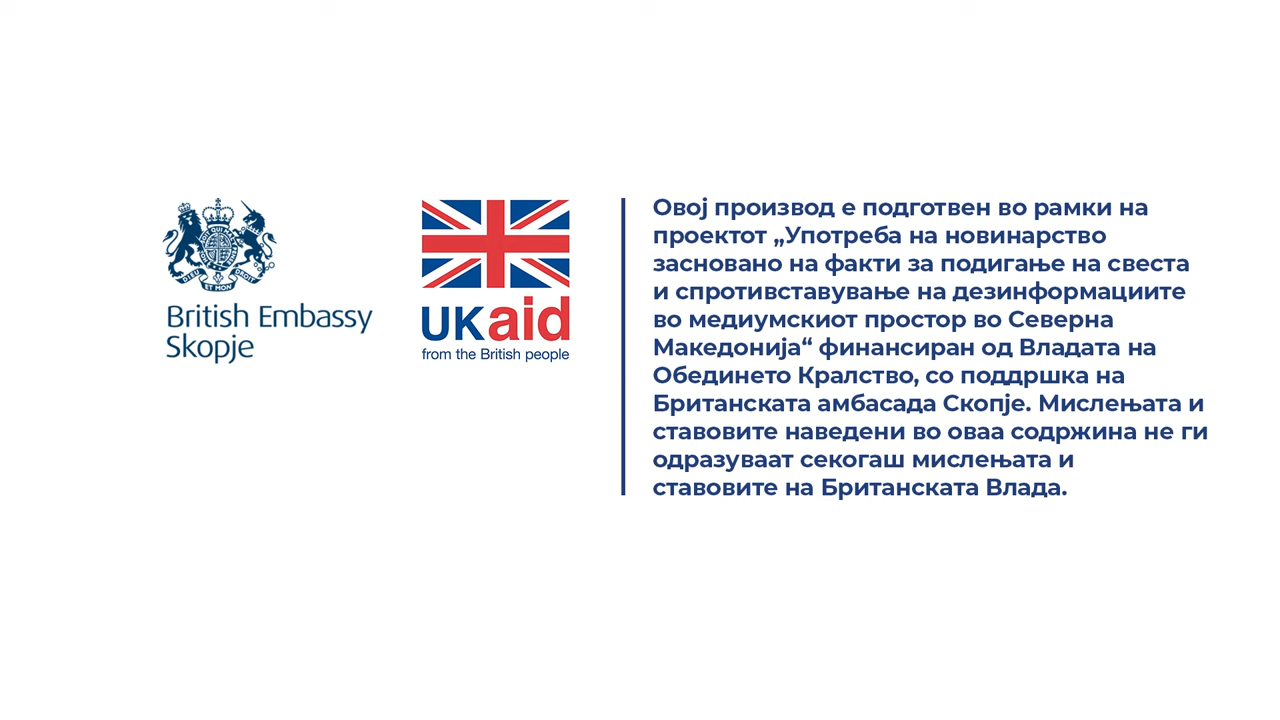 British Embassy
Skopje
UKaid
from the British people
Овој производ е подготвен во рамки на
проектот „Употреба на новинарство
засновано на факти за подигање на свеста
и спротивставување на дезинформациите
во медиумскиот простор во Северна
Македонија“ финансиран од Владата на
Обединето Кралство, со поддршка на
Британската амбасада Скопје. Мислењата и
ставовите наведени во оваа содржина не ги
одразуваат секогаш мислењата и
ставовите на Британската Влада.